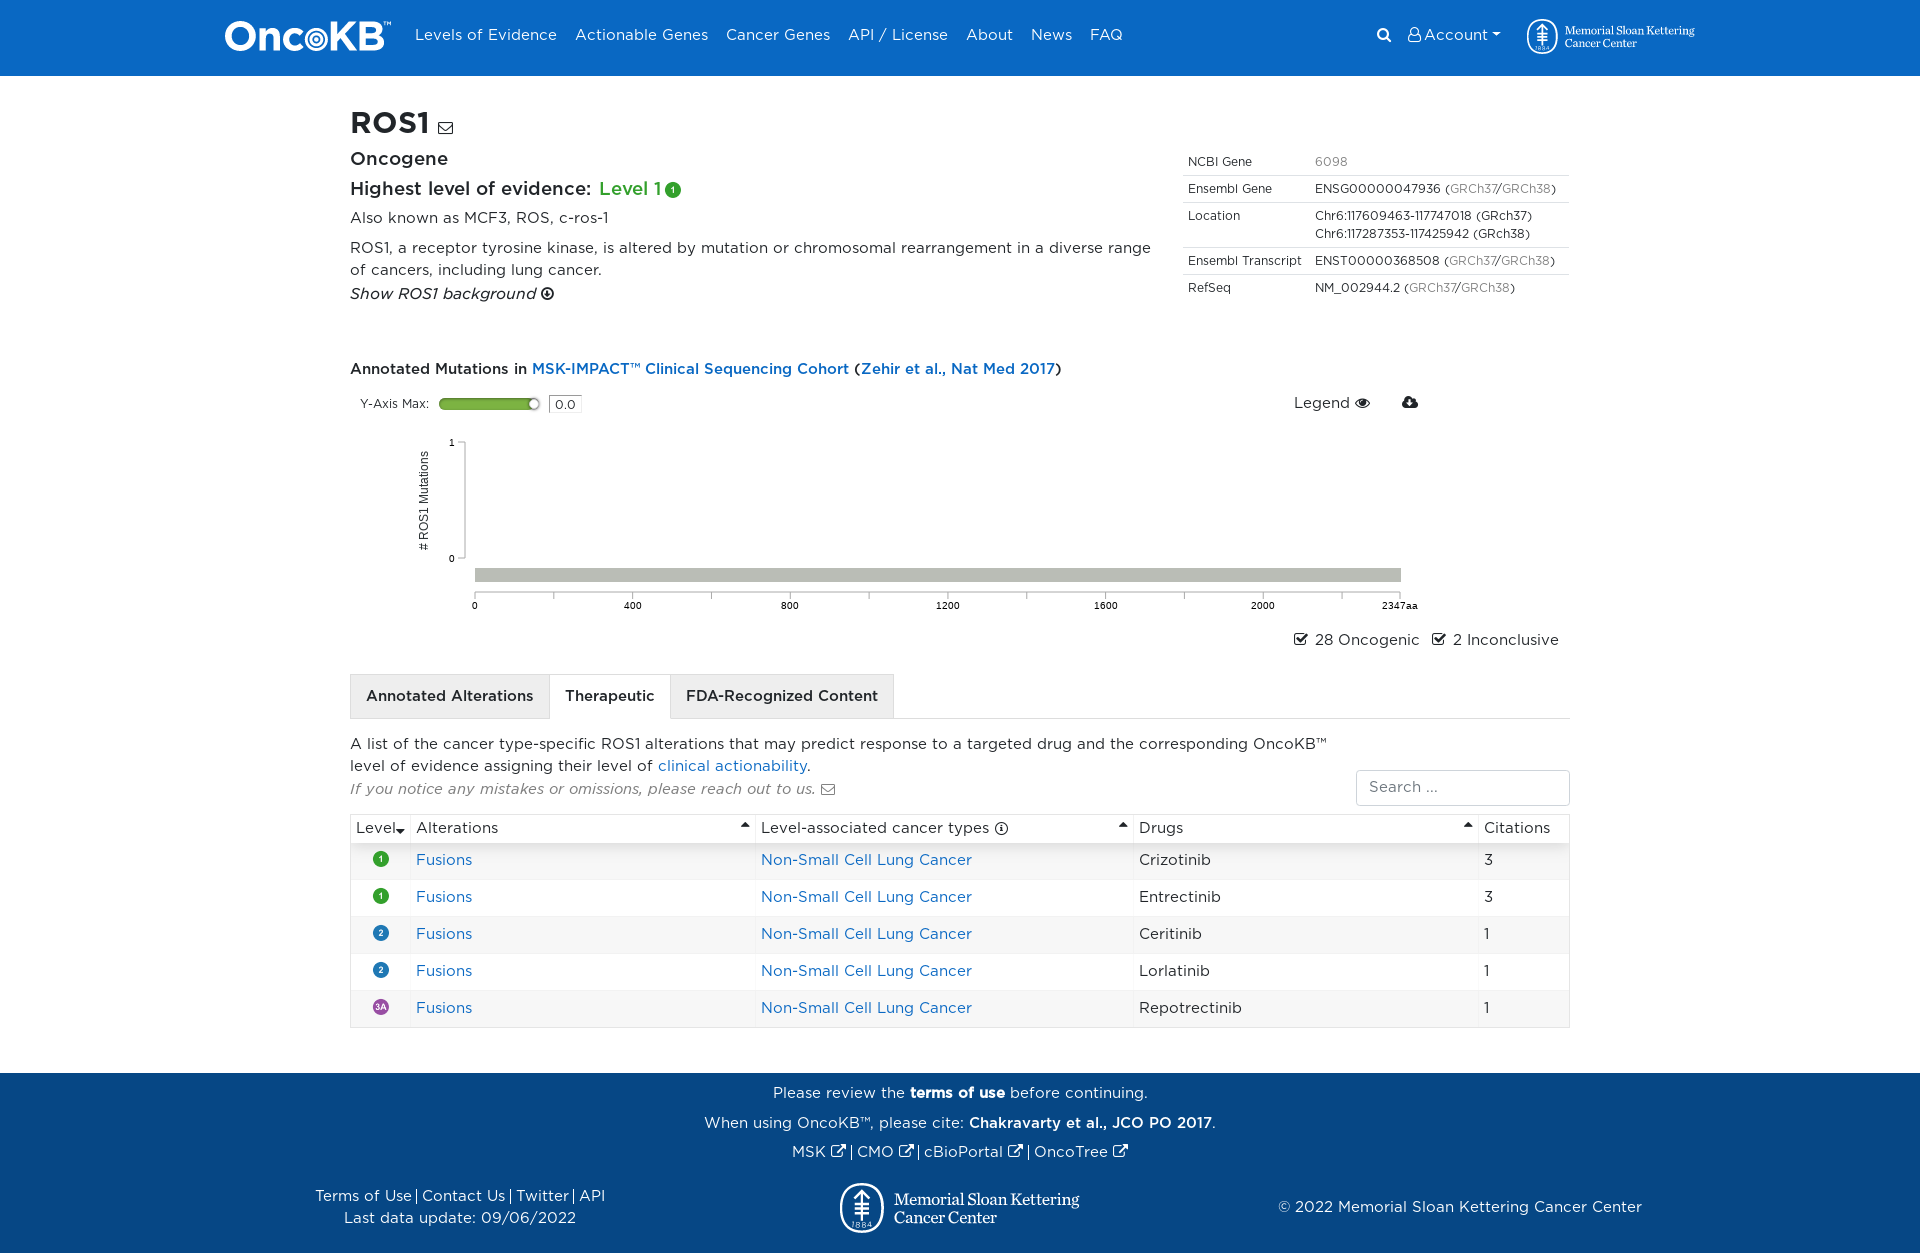 OncoKB™ Levels of Evidence Actionable Genes Cancer Genes API / License About News FAQ Account 1884 Memorial Sloan Kettering
Cancer Center
ROS1
Oncogene
Highest level of evidence: Level 1 1
Also known as MCF3, ROS, c-ros-1
ROS1, a receptor tyrosine kinase, is altered by mutation or chromosomal rearrangement in a diverse range
of cancers, including lung cancer.
Show ROS1 background
NCBI Gene 6098
Ensembl Gene ENSG00000047936 (GRCh37/GRCh38)
Location Chr6:117609463-117747018 (GRch37)
Chr6:117287353-117425942 (GRch38)
Ensembl Transcript ENST00000368508 (GRCh37/GRCh38)
RefSeq NM_002944.2 (GRCh37/GRCh38)
Annotated Mutations in MSK-IMPACT™ Clinical Sequencing Cohort (Zehir et al., Nat Med 2017)
Y-Axis Max: 0.0 Legend
1
# ROS1 Mutations
0
0 400 800 1200 1600 2000 2347aa
28 Oncogenic 2 Inconclusive
Annotated Alterations Therapeutic FDA-Recognized Content
A list of the cancer type-specific ROS1 alterations that may predict response to a targeted drug and the corresponding OncoKB™
level of evidence assigning their level of clinical actionability.
If you notice any mistakes or omissions, please reach out to us.
Search ...
Level Alterations Level-associated cancer types Drugs Citations
1 Fusions Non-Small Cell Lung Cancer Crizotinib 3
1 Fusions Non-Small Cell Lung Cancer Entrectinib 3
2 Fusions Non-Small Cell Lung Cancer Ceritinib 1
2 Fusions Non-Small Cell Lung Cancer Lorlatinib 1
3A Fusions Non-Small Cell Lung Cancer Repotrectinib 1
Please review the terms of use before continuing.
When using OncoKB™, please cite: Chakravarty et al., JCO PO 2017.
MSK | CMO | cBioPortal | OncoTree
Terms of Use | Contact Us | Twitter | API
Last data update: 09/06/2022
1884 Memorial Sloan Kettering
Cancer Center
© 2022 Memorial Sloan Kettering Cancer Center